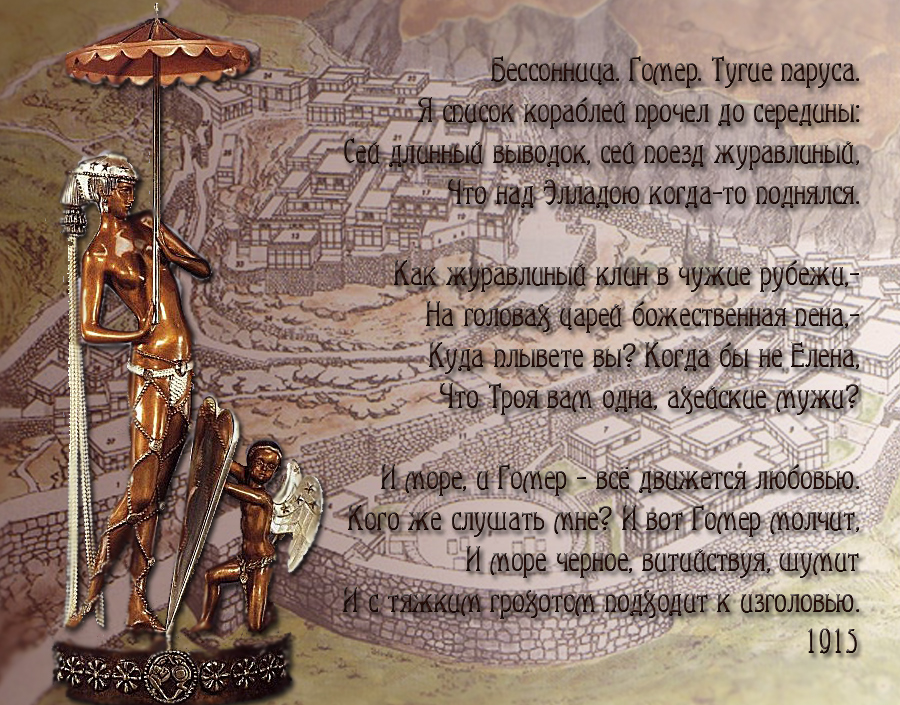 Бессонница. Гомер. Тугие паруса.
Я список кораблей прочел до середины:
Сей длинный выводок, сей поезд журавлиный,
Что над Элладою когда-то поднялся.
Как журавлиный клин в чужие рубежи,-
На головах царей божественная пена,-
Куда плывете вы? Когда бы не Елена,
Что Троя вам одна, ахейские мужи?
И море, и Гомер - всё движется любовью.
Кого же слушать мне? И вот Гомер молчит,
И море черное, витийствуя, шумит
И с тяжким грохотом подходит к изголовью.
1915